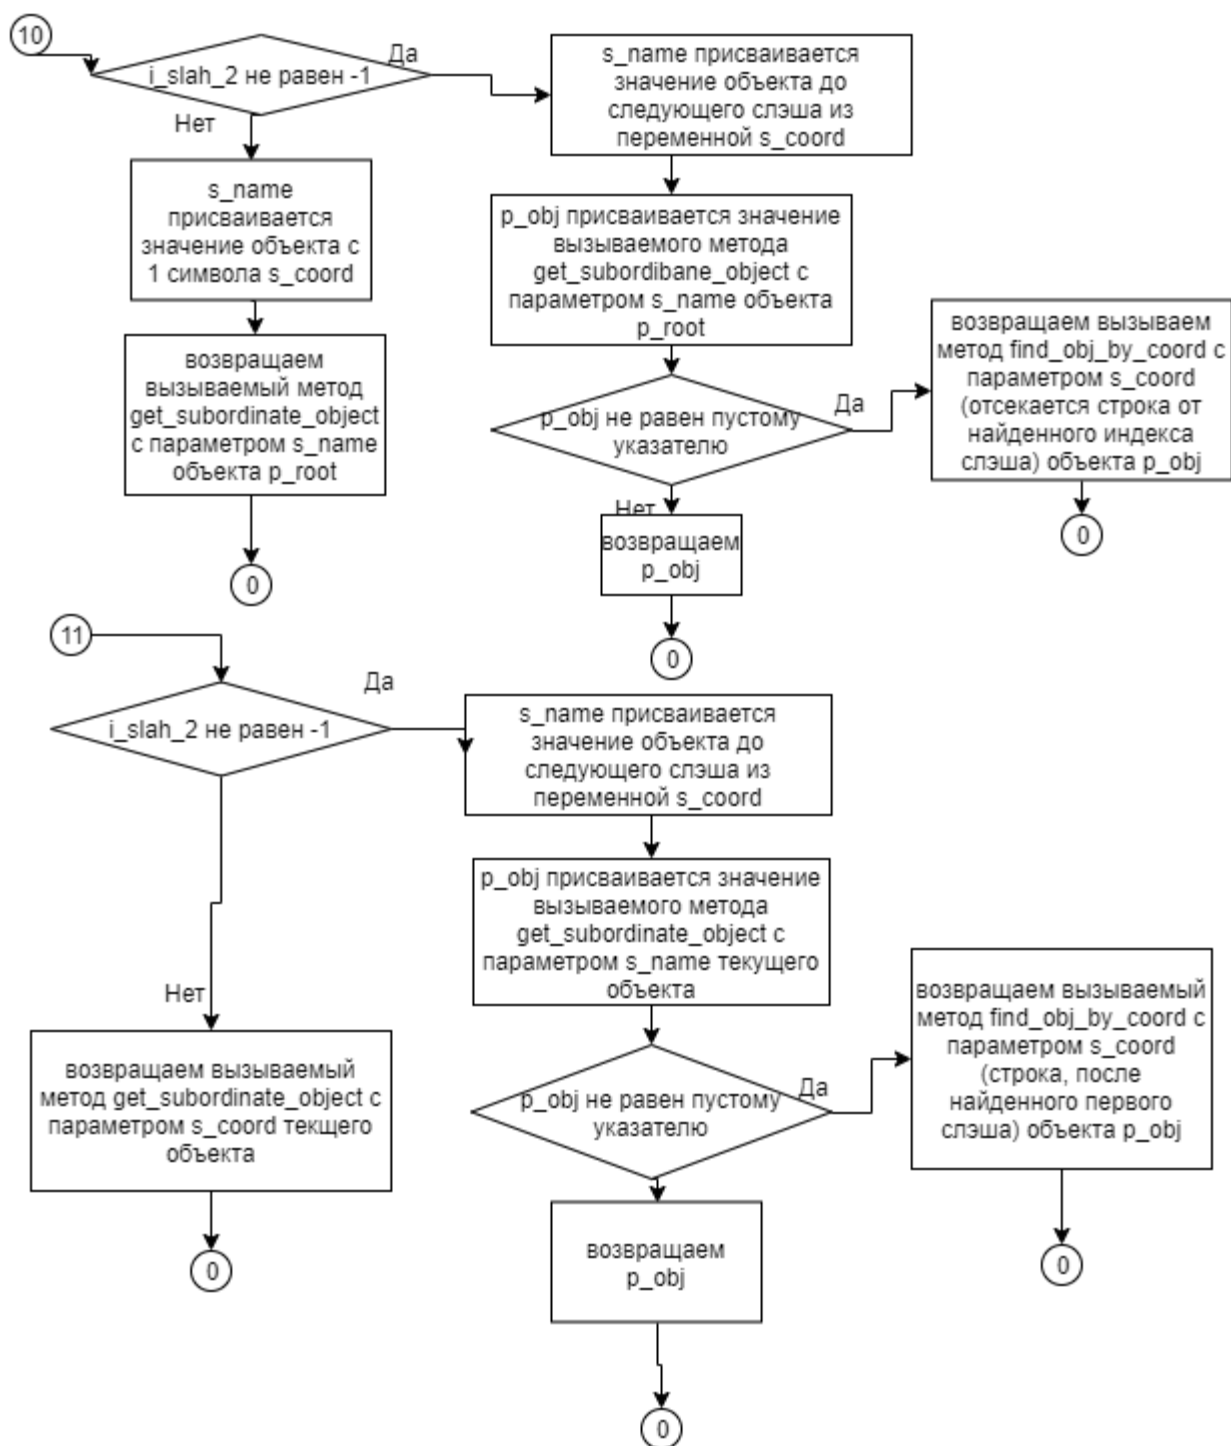 10
i_slah_2 не равен -1
Да
Нет
s_name присваивается
значение объекта до
следующего слэша из
переменной s_coord
s_name
присваивается
значение объекта с
1 символа s_coord
p_obj присваивается значение
вызываемого метода
get_subordibane_object с
параметром s_name объекта
p_root
возвращаем
вызываемый метод
get_subordinate_object
с параметром s_name
объекта p_root
p_obj не равен пустому
указателю
Да
Нет
возвращаем вызываем
метод find_obj_by_coord с
параметром s_coord
(отсекается строка от
найденного индекса
слэша) объекта p_obj
возвращаем
p_obj
0
0
0
11
i_slah_2 не равен -1
Да
Нет
s_name присваивается
значение объекта до
следующего слэша из
переменной s_coord
p_obj присваивается значение
вызываемого метода
get_subordinate_object с
параметром s_name текущего
объекта
возвращаем вызываемый
метод get_subordinate_object с
параметром s_coord текщего
объекта
p_obj не равен пустому
указателю
Да
возвращаем вызываемый
метод find_obj_by_coord с
параметром s_coord
(строка, после
найденного первого
слэша) объекта p_obj
возвращаем
p_obj
0
0
0